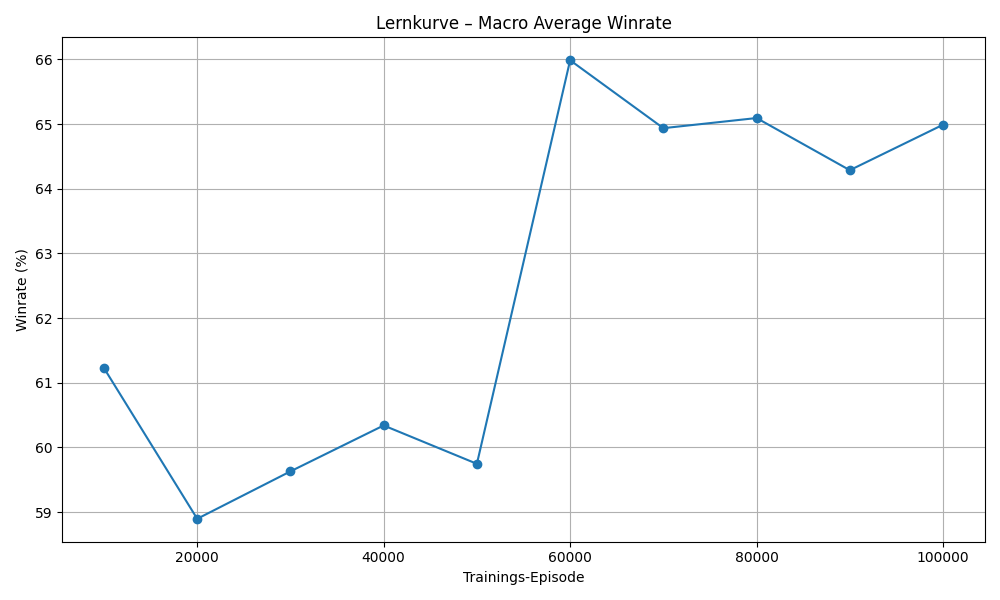 Lernkurve – Macro Average Winrate
66
65
64
63
62
61
60
59
Winrate (%)
20000 40000 60000 80000 100000
Trainings-Episode